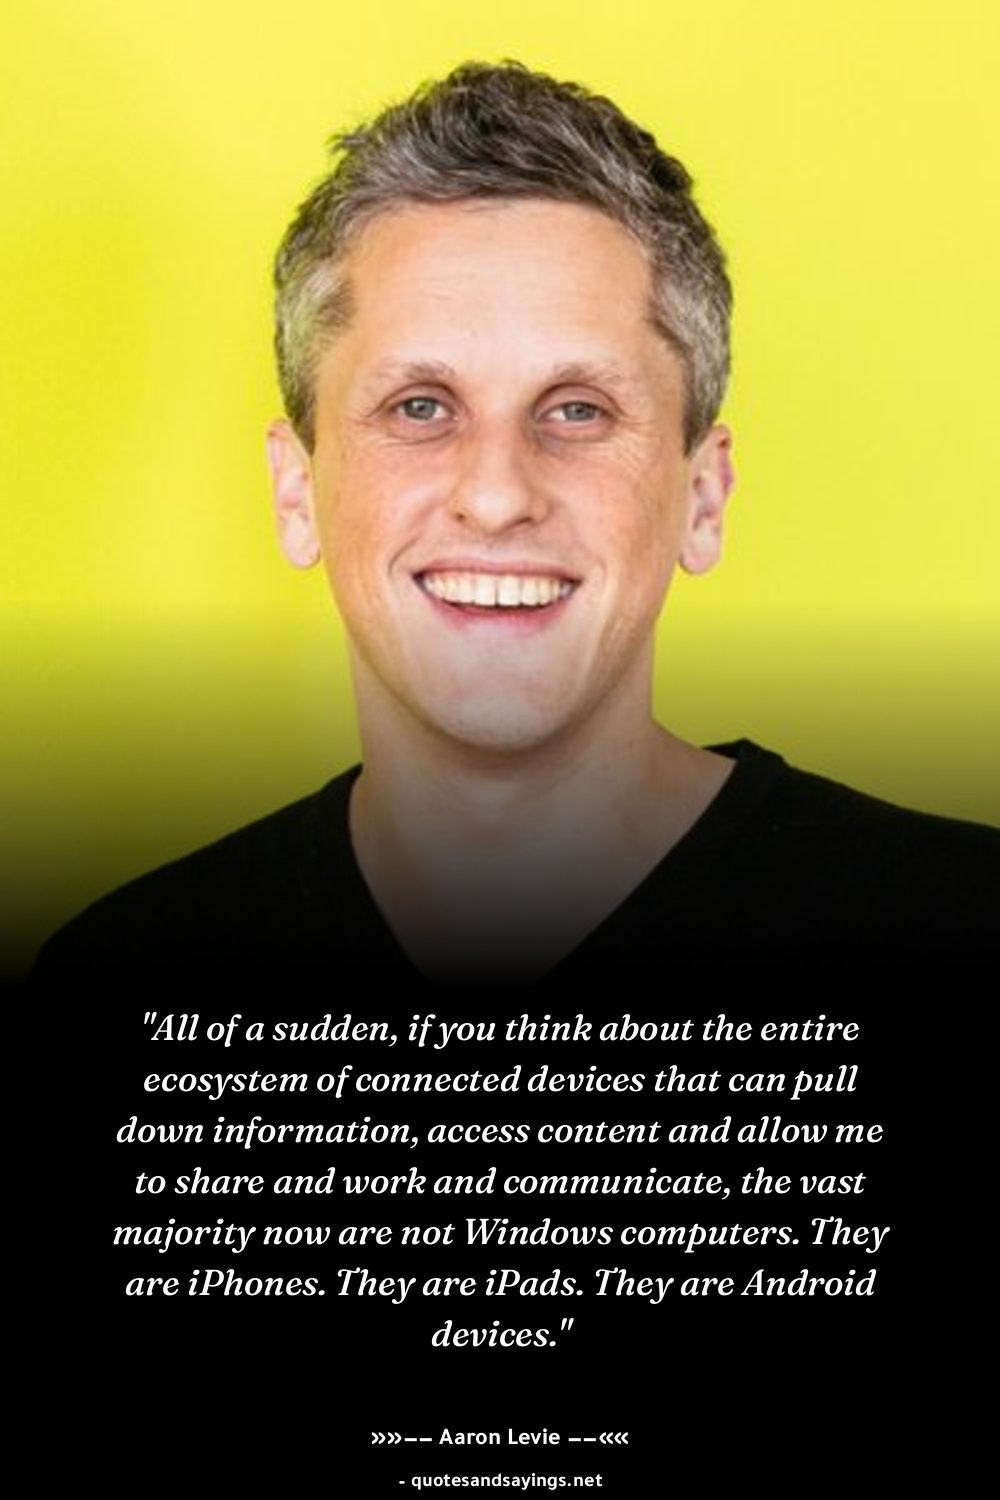 "All of a sudden, if you think about the entire
ecosystem of connected devices that can pull
down information, access content and allow me
to share and work and communicate, the vast
majority now are not Windows computers. They
are iPhones. They are iPads. They are Android
devices."
»»−− Aaron Levie −−««
- quotesandsayings.net